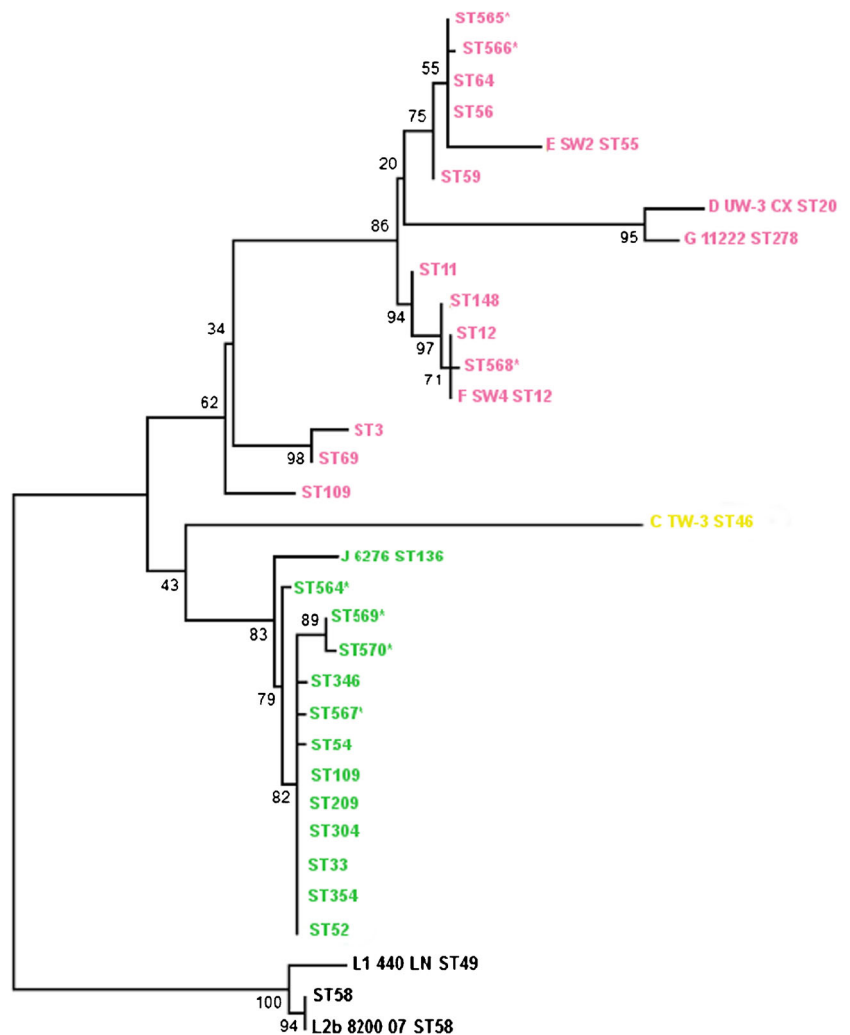 ST565*
ST566*
55
ST64
ST56
75
E SW2 ST55
20
ST59
D UW-3 CX ST20
86
95
G 11222 ST278
ST11
ST148
94
ST12
34
97
ST568*
71
F SW4 ST12
62
ST3
98
ST69
ST109
C TW-3 ST46
J 6276 ST136
43
ST564*
89
ST569*
83
ST570*
ST346
79
ST567*
ST54
ST109
82
ST209
ST304
ST33
ST354
ST52
L1 440 LN ST49
100
ST58
94
L2b 8200 07 ST58